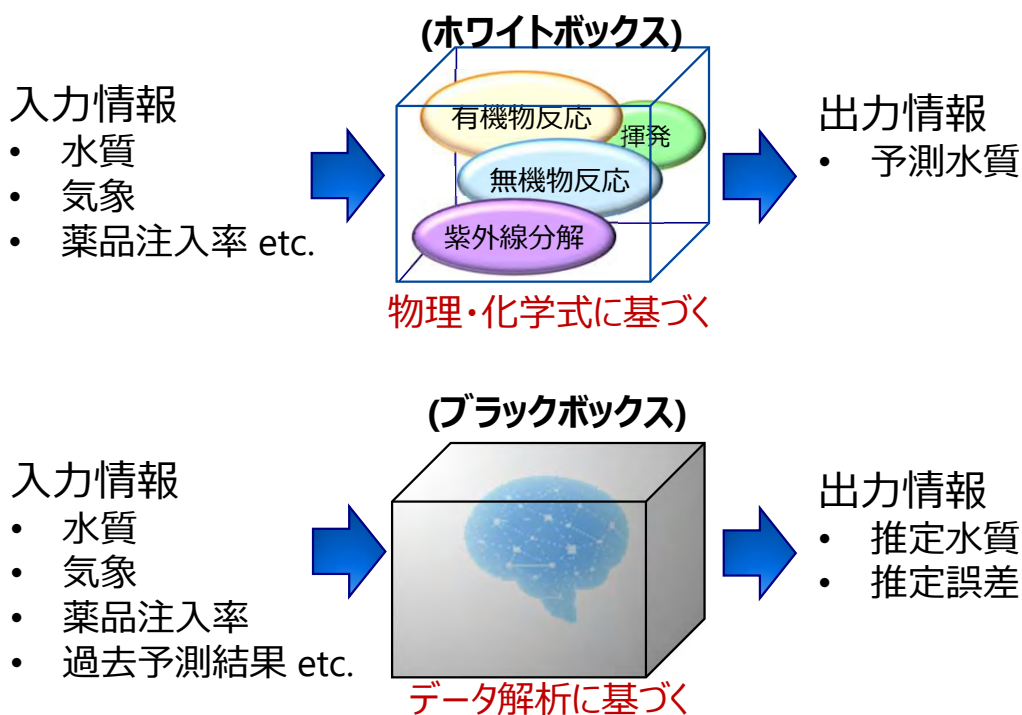 (ホワイトボックス)
入力情報
• 水質
• 気象
• 薬品注入率 etc.
有機物反応
揮発
無機物反応
紫外線分解
物理・化学式に基づく
出力情報
• 予測水質
(ブラックボックス)
入力情報
• 水質
• 気象
• 薬品注入率
• 過去予測結果 etc.
データ解析に基づく
出力情報
• 推定水質
• 推定誤差